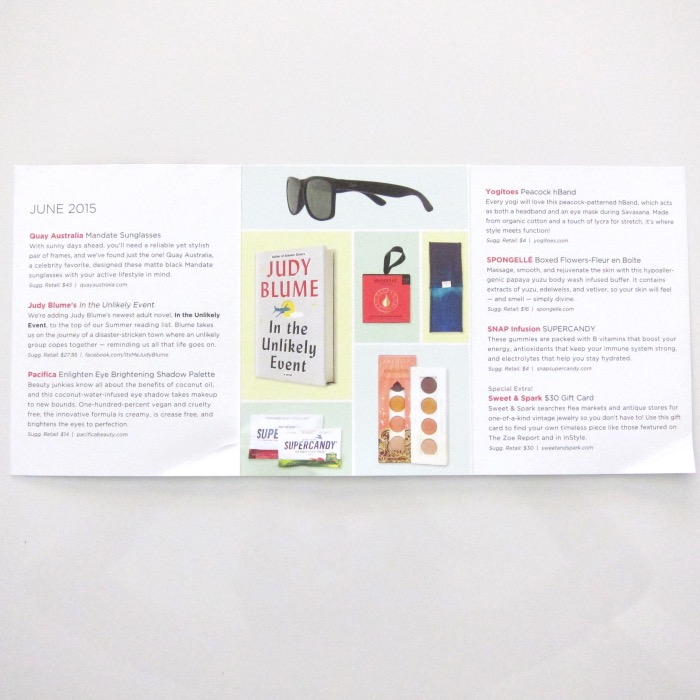 JUNE 2015
Quay Australia Mandate Sunglasses
With sunny days ahead, you'll need a reliable yet stylish
pair of frames, and we've found just the one! Quay Australia,
a celebrity favorite, designed these matte black Mandate
sunglasses with your active lifestyle in mind.
Sugg. Retail: $45 | quayaustralia.com
Judy Blume's In the Unlikely Event
We're adding Judy Blume's newest adult novel, In the Unlikely
Event, to the top of our Summer reading list. Blume takes
us on the journey of a disaster-stricken town where an unlikely
group copes together — reminding us all that life goes on.
Sugg. Retail: $27.95 | facebook.com/ItsMeJudyBlume
Pacifica Enlighten Eye Brightening Shadow Palette
Beauty junkies know all about the benefits of coconut oil,
and this coconut-water-infused eye shadow takes makeup
to new bounds. One-hundred-percent vegan and cruelty
free, the innovative formula is creamy, is crease free, and
brightens the eyes to perfection.
Sugg. Retail: $14 | pacificabeauty.com
JUDY
BLUME
In the
Unlikely
Event
SUPE
SUPERCANDY
Yogitoes Peacock hBand
Every yogi will love this peacock-patterned hBand, which acts
as both a headband and an eye mask during Savasana. Made
from organic cotton and a touch of lycra for stretch, it's where
style meets function!
Sugg. Retail: $4 | yogitoes.com
SPONGELLÉ Boxed Flowers-Fleur en Boîte
Massage, smooth, and rejuvenate the skin with this hypoaller-
genic papaya yuzu body wash infused buffer. It contains
extracts of yuzu, edelweiss, and vetiver, so your skin will feel
— and smell — simply divine.
Sugg. Retail: $16 | spongelle.com
SNAP Infusion SUPERCANDY
These gummies are packed with B vitamins that boost your
energy, antioxidants that keep your immune system strong,
and electrolytes that help you stay hydrated.
Sugg. Retail: $4 | snapsupercandy.com
Special Extra!
Sweet & Spark $30 Gift Card
Sweet & Spark searches flea markets and antique stores for
one-of-a-kind vintage jewelry so you don't have to! Use this gift
card to find your own timeless piece like those featured on
The Zoe Report and in InStyle.
Sugg. Retail: $30 | sweetandspark.com